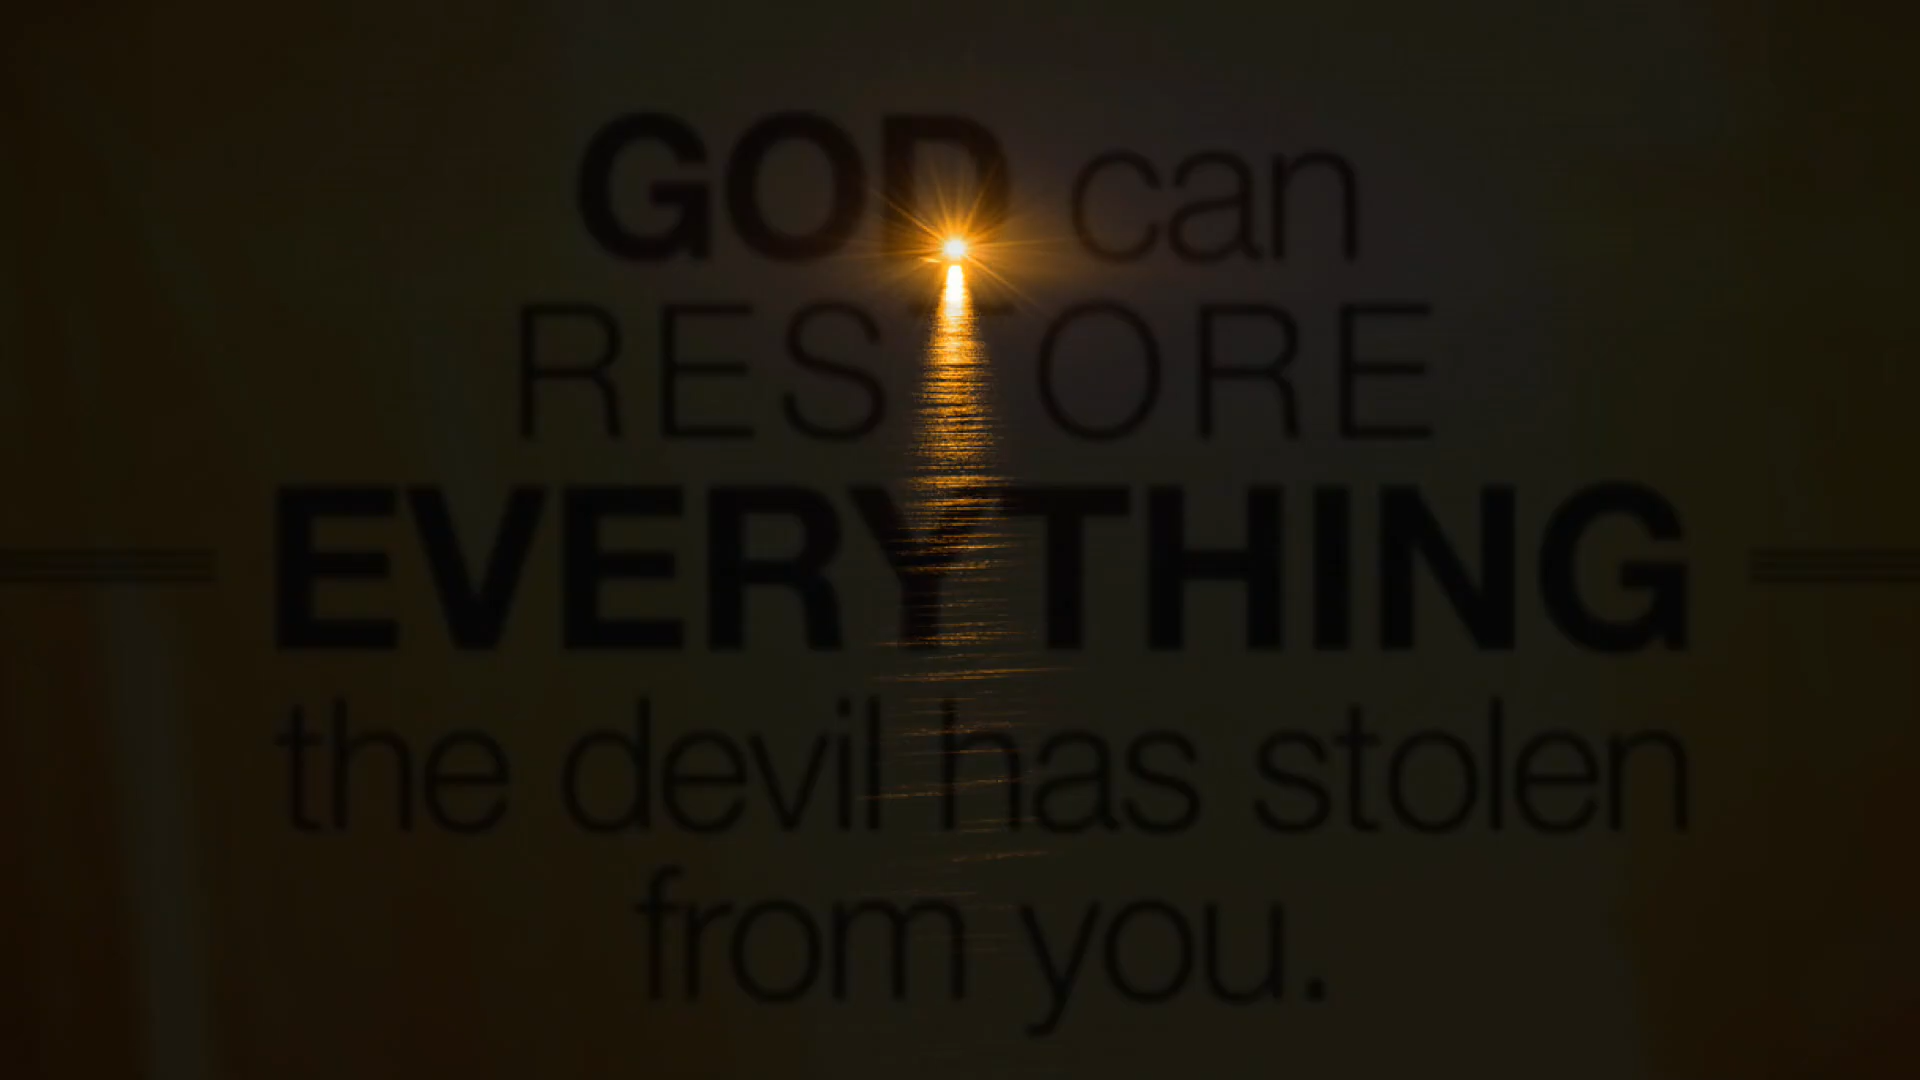 GOD can
RESTORE
EVERYTHING
the devil has stolen
from you.